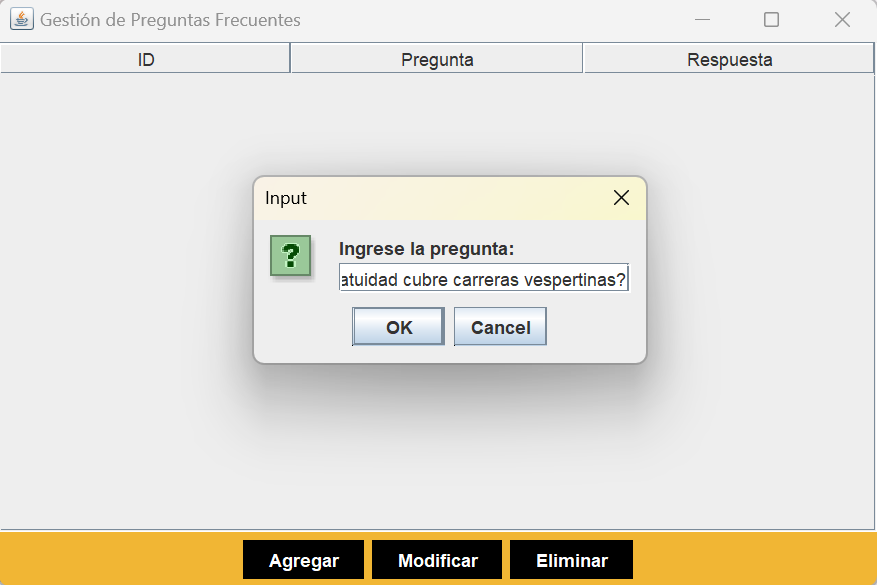 Gestión de Preguntas Frecuentes
ID Pregunta Respuesta
Input
?
Ingrese la pregunta:
atuidad cubre carreras vespertinas?
OK Cancel
Agregar Modificar Eliminar